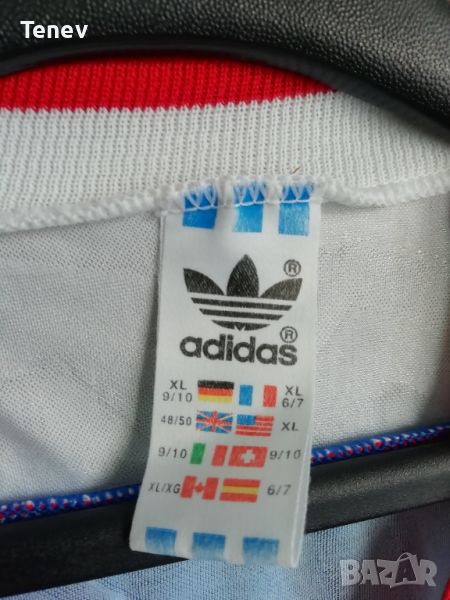 Tenev
®
®
adidas
XL 9/10 XL 6/7
48/50 XL
9/10 9/10
XL/XG 6/7
BAZAR